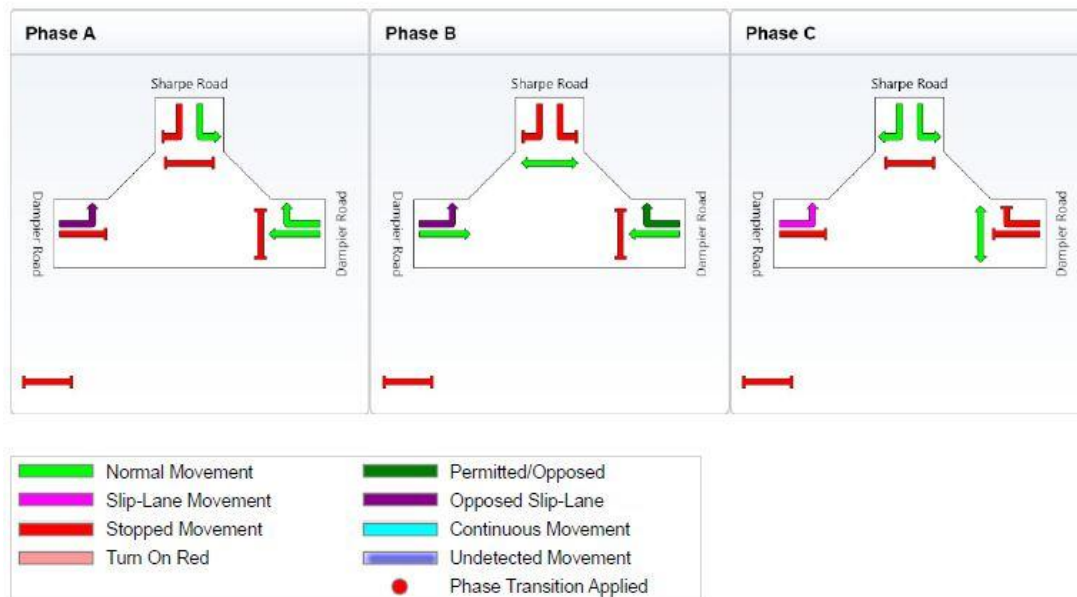 Phase A
Phase B
Phase C
Sharpe Road
Sharpe Road
Sharpe Road
Dampier Road
Dampier Road
Dampier Road
Dampier Road
Dampier Road
Dampier Road
Normal Movement
Permitted/Opposed
Slip-Lane Movement
Opposed Slip-Lane
Stopped Movement
Continuous Movement
Turn On Red
Undetected Movement
Phase Transition Applied